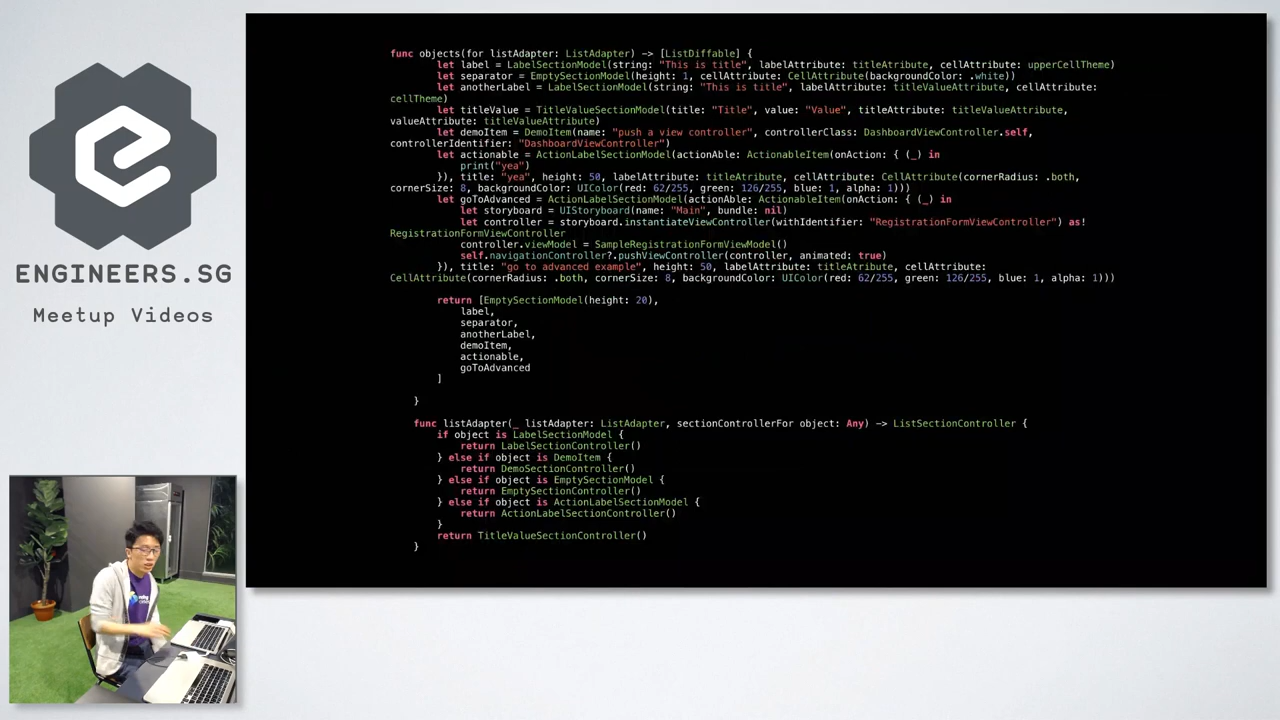 ENGINEERS.SG
Meetup Videos
func objects(for listAdapter: ListAdapter) -> [ListDiffable] {
let label = LabelSectionModel(string: "This is title", labelAttribute: titleAtribute, cellAttribute: upperCellTheme)
let separator = EmptySectionModel(height: 1, cellAttribute: CellAttribute(backgroundColor: .white))
let anotherLabel = LabelSectionModel(string: "This is title", labelAttribute: titleValueAttribute, cellAttribute:
cellTheme)
let titleValue = TitleValueSectionModel(title: "Title", value: "Value", titleAttribute: titleValueAttribute,
valueAttribute: titleValueAttribute)
let demoItem = DemoItem(name: "push a view controller", controllerClass: DashboardViewController.self,
controllerIdentifier: "DashboardViewController")
let actionable = ActionLabelSectionModel(actionAble: ActionableItem(onAction: { (_) in
print("yea")
}), title: "yea", height: 50, labelAttribute: titleAtribute, cellAttribute: CellAttribute(cornerRadius: .both,
cornerSize: 8, backgroundColor: UIColor(red: 62/255, green: 126/255, blue: 1, alpha: 1)))
let goToAdvanced = ActionLabelSectionModel(actionAble: ActionableItem(onAction: { (_) in
let storyboard = UIStoryboard(name: "Main", bundle: nil)
let controller = storyboard.instantiateViewController(withIdentifier: "RegistrationFormViewController") as!
RegistrationFormViewController
controller.viewModel = SampleRegistrationFormViewModel()
self.navigationController?.pushViewController(controller, animated: true)
}), title: "go to advanced example", height: 50, labelAttribute: titleAtribute, cellAttribute:
CellAttribute(cornerRadius: .both, cornerSize: 8, backgroundColor: UIColor(red: 62/255, green: 126/255, blue: 1, alpha: 1)))
return [EmptySectionModel(height: 20),
label,
separator,
anotherLabel,
demoItem,
actionable,
goToAdvanced
]
}
func listAdapter(_ listAdapter: ListAdapter, sectionControllerFor object: Any) -> ListSectionController {
if object is LabelSectionModel {
return LabelSectionController()
} else if object is DemoItem {
return DemoSectionController()
} else if object is EmptySectionModel {
return EmptySectionController()
} else if object is ActionLabelSectionModel {
return ActionLabelSectionController()
}
return TitleValueSectionController()
}